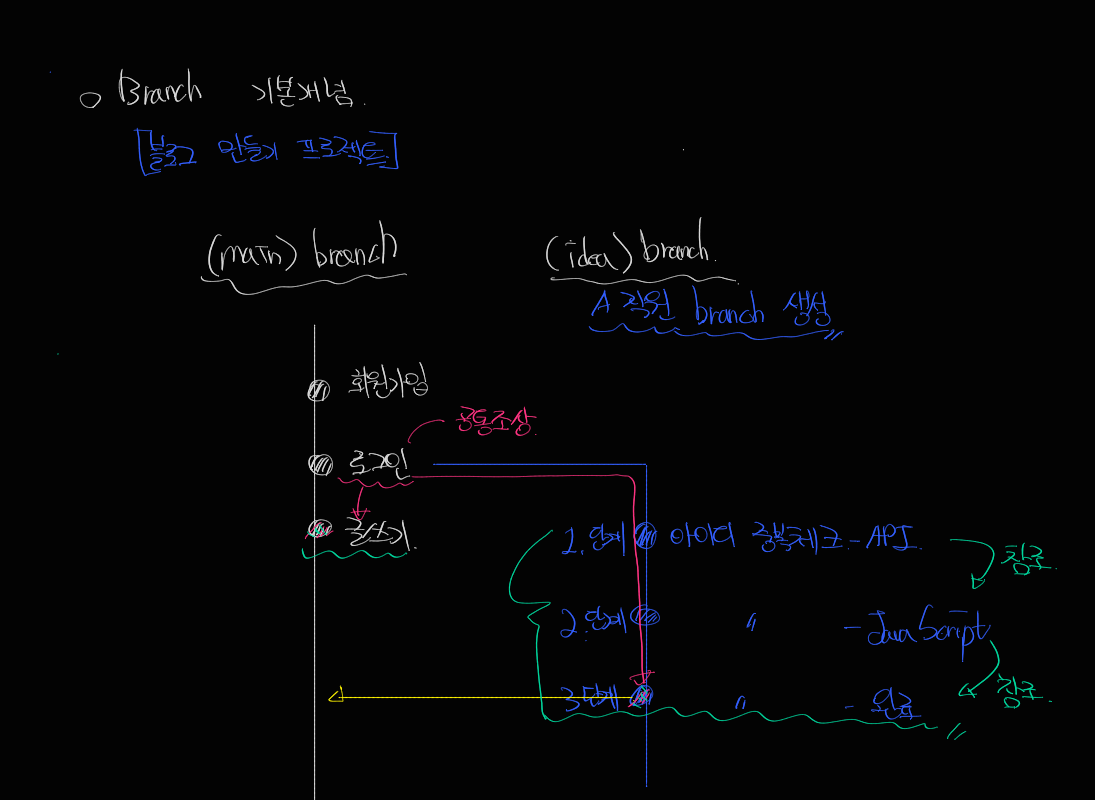 ○ Branch 기본개념.
[블로그 만들기 프로젝트]
(main) branch
(idea) branch.
A 직원 branch 생성
회원가입
공통조상.
로그인
글쓰기
1.단계 아이디 중복체크 - API.
참조.
2.단계 〃 - JavaScript
참조.
3단계 〃 - 완료